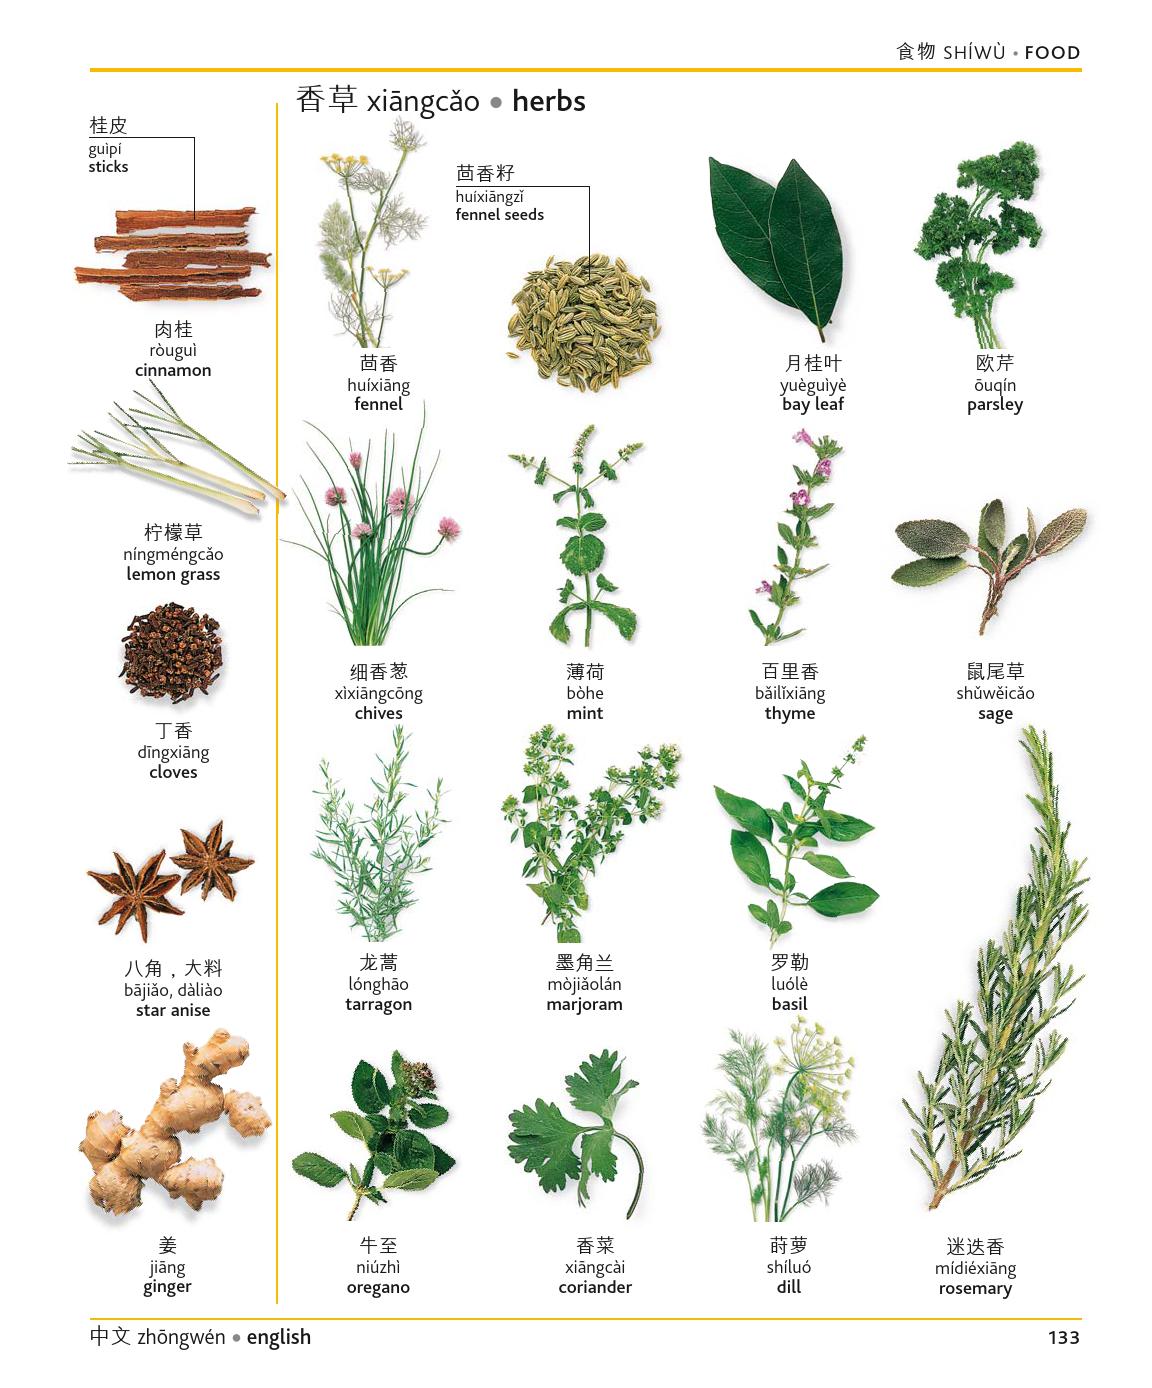 食物 SHÍWÙ • FOOD
香草 xiāngcǎo • herbs
桂皮
guìpí
sticks
肉桂
ròuguì
cinnamon
柠檬草
níngméngcǎo
lemon grass
丁香
dīngxiāng
cloves
八角，大料
bājiǎo, dàliào
star anise
姜
jiāng
ginger
茴香
huíxiāng
fennel
茴香籽
huíxiāngzǐ
fennel seeds
月桂叶
yuèguìyè
bay leaf
欧芹
ōuqín
parsley
细香葱
xìxiāngcōng
chives
薄荷
bòhe
mint
百里香
bǎilǐxiāng
thyme
鼠尾草
shǔwěicǎo
sage
龙蒿
lónghāo
tarragon
墨角兰
mòjiǎolán
marjoram
罗勒
luólè
basil
牛至
niúzhì
oregano
香菜
xiāngcài
coriander
莳萝
shíluó
dill
迷迭香
mídiéxiāng
rosemary
中文 zhōngwén • english
133